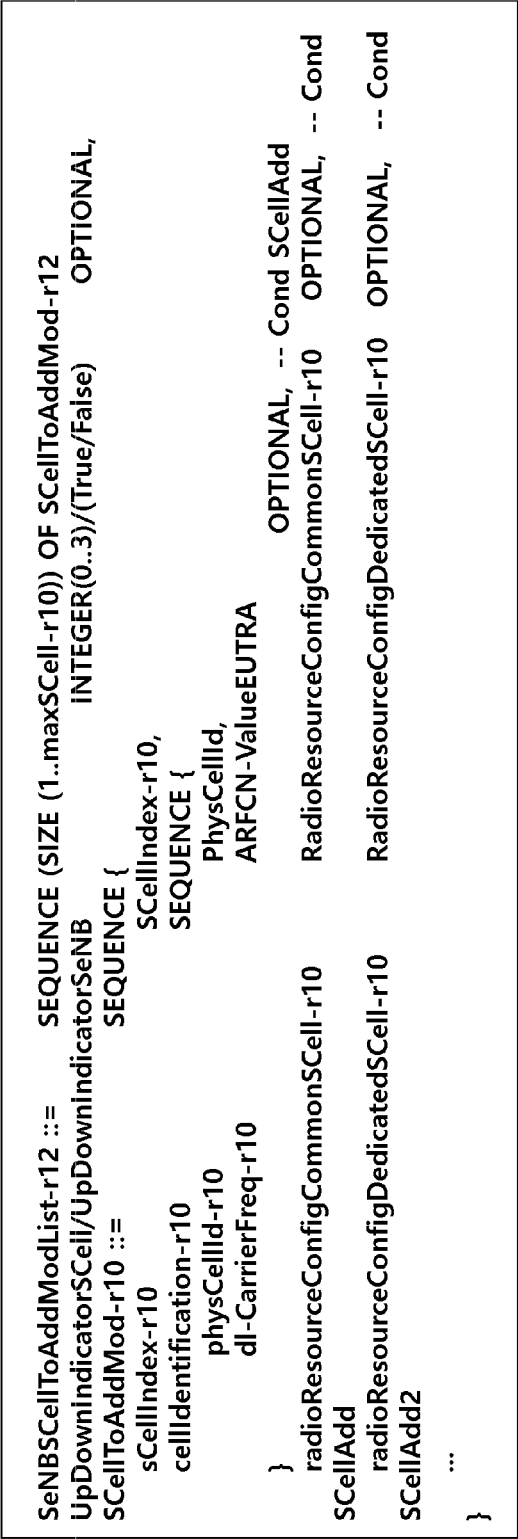 SeNBSCellToAddModList-r12 ::= SEQUENCE (SIZE (1..maxSCell-r10)) OF SCellToAddMod-r12
UpDownindicatorSCell/UpDownindicatorSeNB iNTEGER(0..3)/(True/False) OPTIONAL,
SCellToAddMod-r10 ::= SEQUENCE {
sCellIndex-r10 SCellIndex-r10,
cellIdentification-r10 SEQUENCE {
physCellId-r10 PhysCellId,
dl-CarrierFreq-r10 ARFCN-ValueEUTRA
} OPTIONAL, -- Cond SCellAdd
radioResourceConfigCommonSCell-r10 RadioResourceConfigCommonSCell-r10 OPTIONAL, -- Cond
SCellAdd
radioResourceConfigDedicatedSCell-r10 RadioResourceConfigDedicatedSCell-r10 OPTIONAL, -- Cond
SCellAdd2
...
}